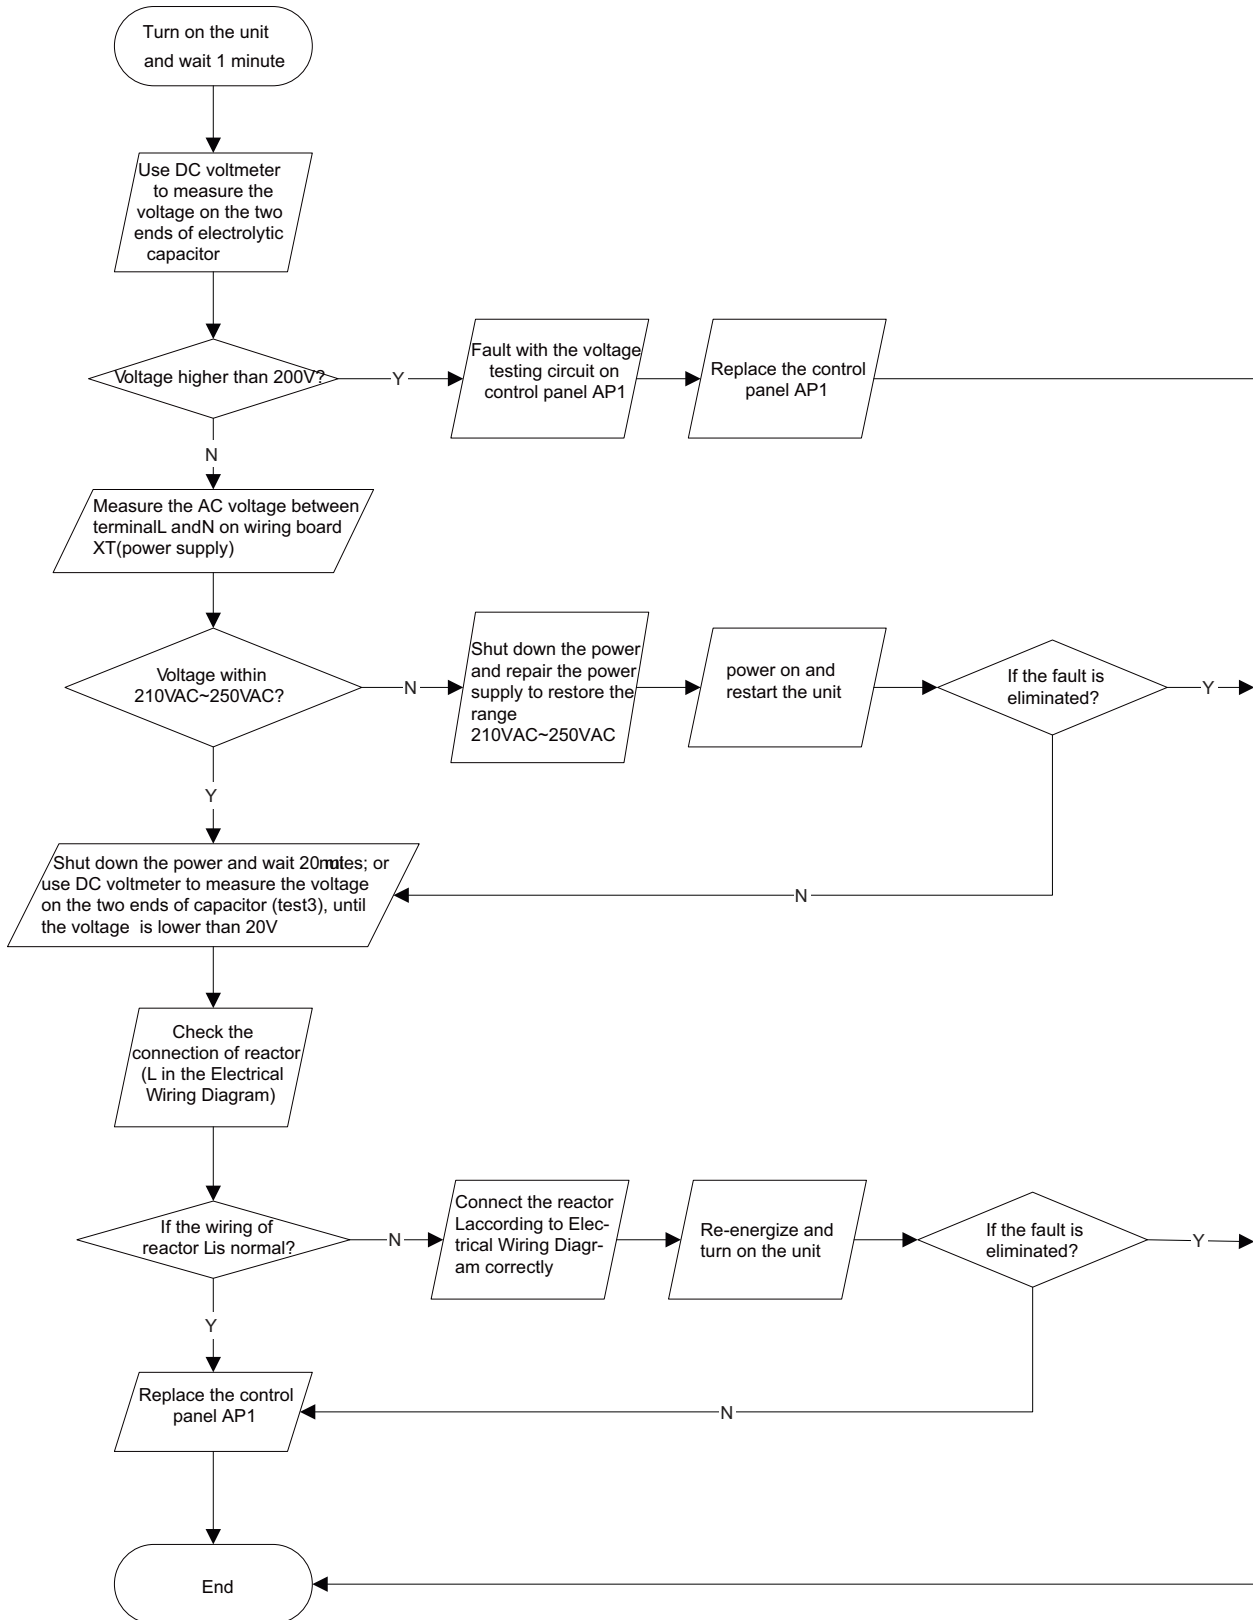 Turn on the unit
and wait 1 minute
Use DC voltmeter
to measure the
voltage on the two
ends of electrolytic
capacitor
Voltage higher than 200V?
Y
Fault with the voltage
testing circuit on
control panel AP1
Replace the control
panel AP1
N
Measure the AC voltage between
terminalL andN on wiring board
XT(power supply)
Voltage within
210VAC~250VAC?
N
Shut down the power
and repair the power
supply to restore the
range
210VAC~250VAC
power on and
restart the unit
If the fault is
eliminated?
Y
Y
Shut down the power and wait; or
use DC voltmeter to measure the voltage
on the two ends of capacitor (test3), until
the voltage is lower than 20V
N
Check the
connection of reactor
(L in the Electrical
Wiring Diagram)
If the wiring of
reactor Lis normal?
N
Connect the reactor
Laccording to Elec-
trical Wiring Diagr-
am correctly
Re-energize and
turn on the unit
If the fault is
eliminated?
Y
Y
Replace the control
panel AP1
N
End